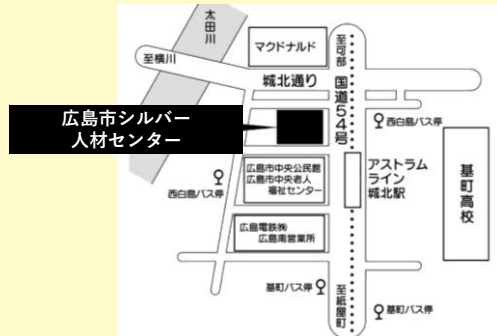 太田川
マクドナルド
至可部
至横川
城北通り
国道54号
広島市シルバー
人材センター
西白島バス停
広島市中央公民館
広島市中央老人
福祉センター
アストラム
ライン
城北駅
基町高校
西白島バス停
広島電鉄㈱
広島南営業所
基町バス停
至紙屋町
基町バス停